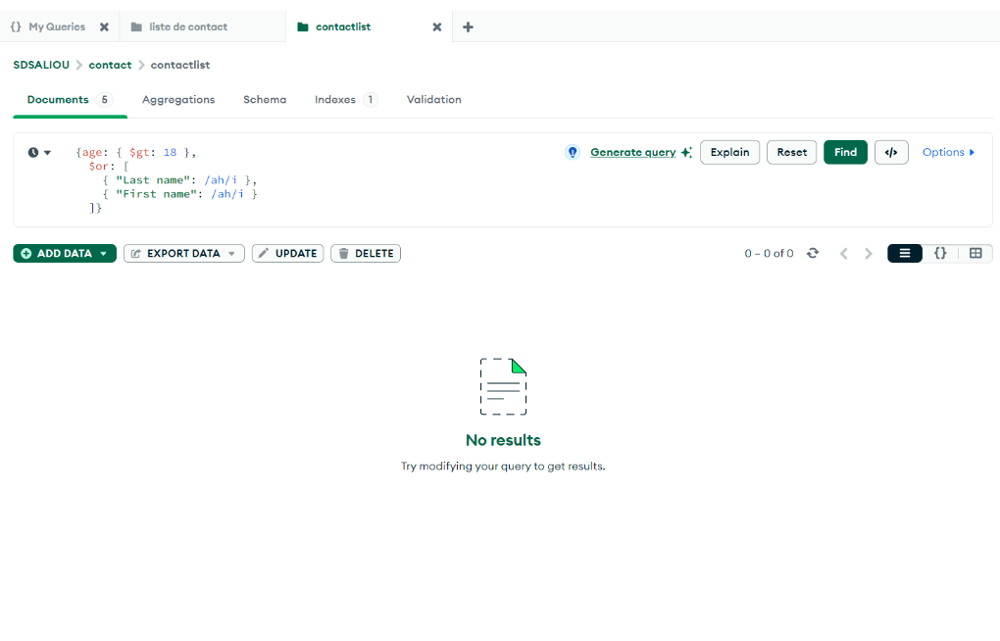 {} My Queries
liste de contact
contactlist
SDSALIOU > contact > contactlist
Documents 5
Aggregations
Schema
Indexes 1
Validation
{age: { $gt: 18 },
$or: [
{ "Last name": /ah/i },
{ "First name": /ah/i }
]}
Generate query
Explain
Reset
Find
</>
Options
ADD DATA
EXPORT DATA
UPDATE
DELETE
0 – 0 of 0
{}
No results
Try modifying your query to get results.